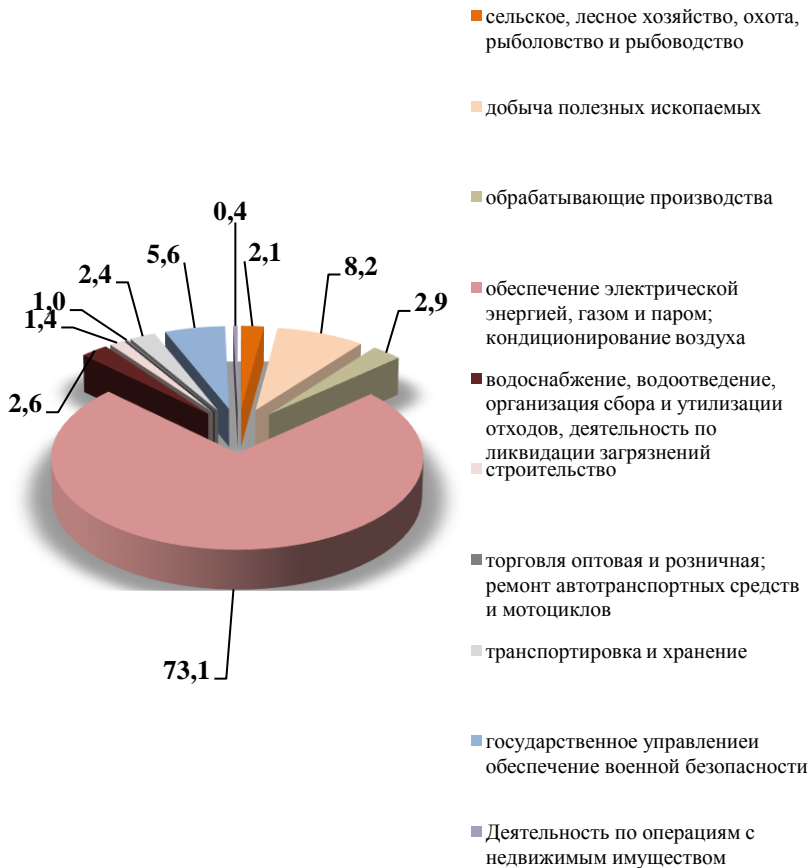 сельское, лесное хозяйство, охота,
рыболовство и рыбоводство
добыча полезных ископаемых
обрабатывающие производства
обеспечение электрической
энергией, газом и паром;
кондиционирование воздуха
водоснабжение, водоотведение,
организация сбора и утилизации
отходов, деятельность по
ликвидации загрязнений
строительство
торговля оптовая и розничная;
ремонт автотранспортных средств
и мотоциклов
транспортировка и хранение
государственное управлениеи
обеспечение военной безопасности
Деятельность по операциям с
недвижимым имуществом
0,4
5,6
2,1
8,2
2,4
1,0
2,9
1,4
2,6
73,1